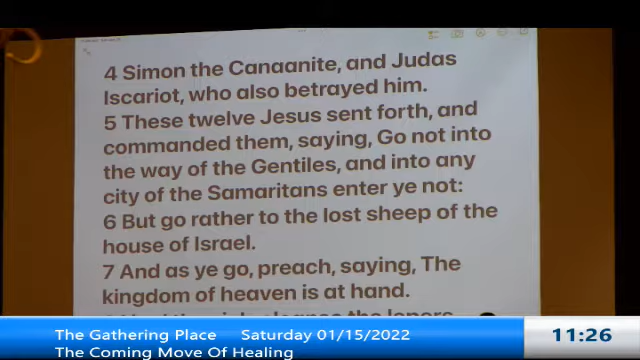 4 Simon the Canaanite, and Judas
Iscariot, who also betrayed him.
5 These twelve Jesus sent forth, and
commanded them, saying, Go not into
the way of the Gentiles, and into any
city of the Samaritans enter ye not:
6 But go rather to the lost sheep of the
house of Israel.
7 And as ye go, preach, saying, The
kingdom of heaven is at hand.
the lepers
The Gathering Place Saturday 01/15/2022
The Coming Move Of Healing
11:26